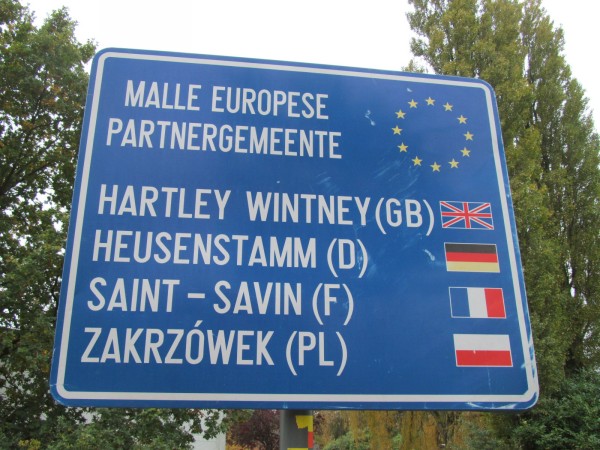 MALLE EUROPESE
PARTNERGEMEENTE
HARTLEY WINTNEY (GB)
HEUSENSTAMM (D)
SAINT - SAVIN (F)
ZAKRZÓWEK (PL)